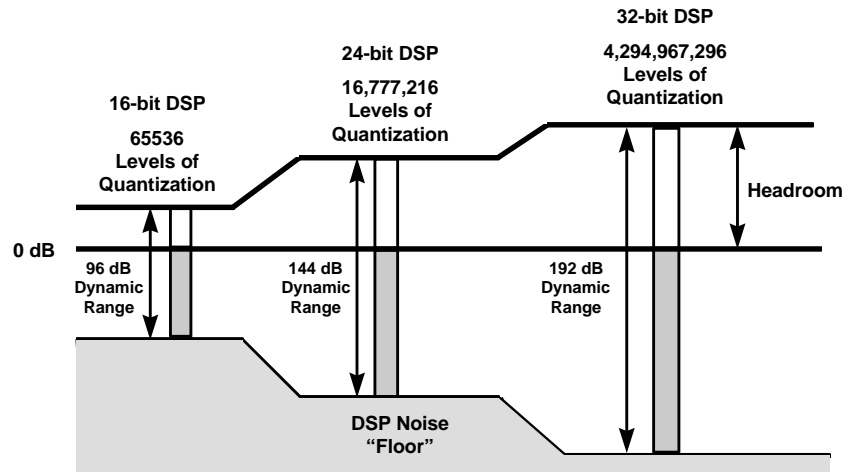 32-bit DSP
4,294,967,296
Levels of
Quantization
24-bit DSP
16,777,216
Levels of
Quantization
16-bit DSP
65536
Levels of
Quantization
Headroom
0 dB
96 dB
Dynamic
Range
144 dB
Dynamic
Range
192 dB
Dynamic
Range
DSP Noise
“Floor”